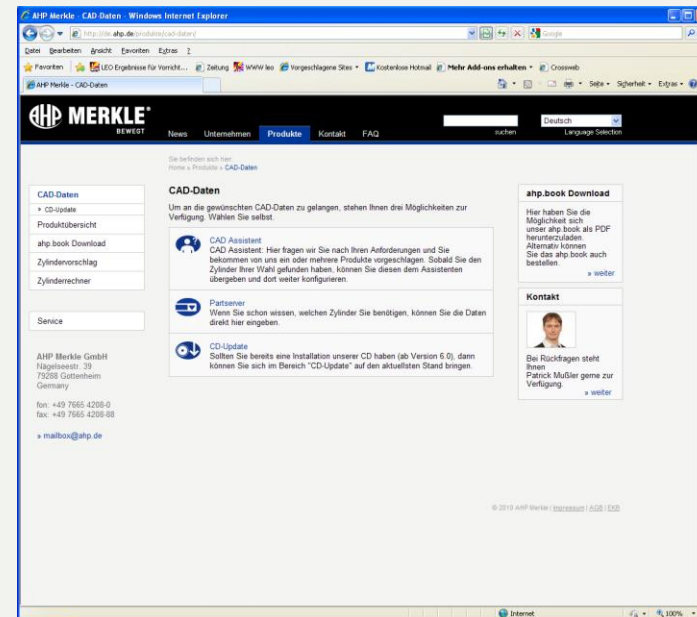 AHP Merkle - CAD-Daten - Windows Internet Explorer
http://de.ahp.de/produkte/cad-daten/
Google
Datei Bearbeiten Ansicht Favoriten Extras ?
Favoriten
LEO Ergebnisse für Vorricht...
Zeitung
WWW leo
Vorgeschlagene Sites
Kostenlose Hotmail
Mehr Add-ons erhalten
Crossweb
AHP Merkle - CAD-Daten
Seite
Sicherheit
Extras
AHP MERKLE
BEWEGT
News Unternehmen Produkte Kontakt FAQ
suchen
Deutsch
Language Selection
Sie befinden sich hier:
Home » Produkte » CAD-Daten
CAD-Daten
CD-Update
Produktübersicht
ahp.book Download
Zylindervorschlag
Zylinderrechner
Service
AHP Merkle GmbH
Nägelseestr. 39
79288 Gottenheim
Germany
fon: +49 7665 4208-0
fax: +49 7665 4208-88
» mailbox@ahp.de
CAD-Daten
Um an die gewünschten CAD-Daten zu gelangen, stehen Ihnen drei Möglichkeiten zur
Verfügung. Wählen Sie selbst.
CAD Assistent
CAD Assistent: Hier fragen wir Sie nach Ihren Anforderungen und Sie
bekommen von uns ein oder mehrere Produkte vorgeschlagen. Sobald Sie den
Zylinder Ihrer Wahl gefunden haben, können Sie diesen dem Assistenten
übergeben und dort weiter konfigurieren.
Partserver
Wenn Sie schon wissen, welchen Zylinder Sie benötigen, können Sie die Daten
direkt hier eingeben.
CD-Update
Sollten Sie bereits eine Installation unserer CD haben (ab Version 6.0), dann
können Sie sich im Bereich "CD-Update" auf den aktuellsten Stand bringen.
ahp.book Download
Hier haben Sie die
Möglichkeit sich
unser ahp.book als PDF
herunterzuladen.
Alternativ können
Sie das ahp.book auch
bestellen.
» weiter
Kontakt
Bei Rückfragen steht
Ihnen
Patrick Mußler gerne zur
Verfügung.
» weiter
© 2010 AHP Merkle | Impressum | AGB | EKB
Internet
100%